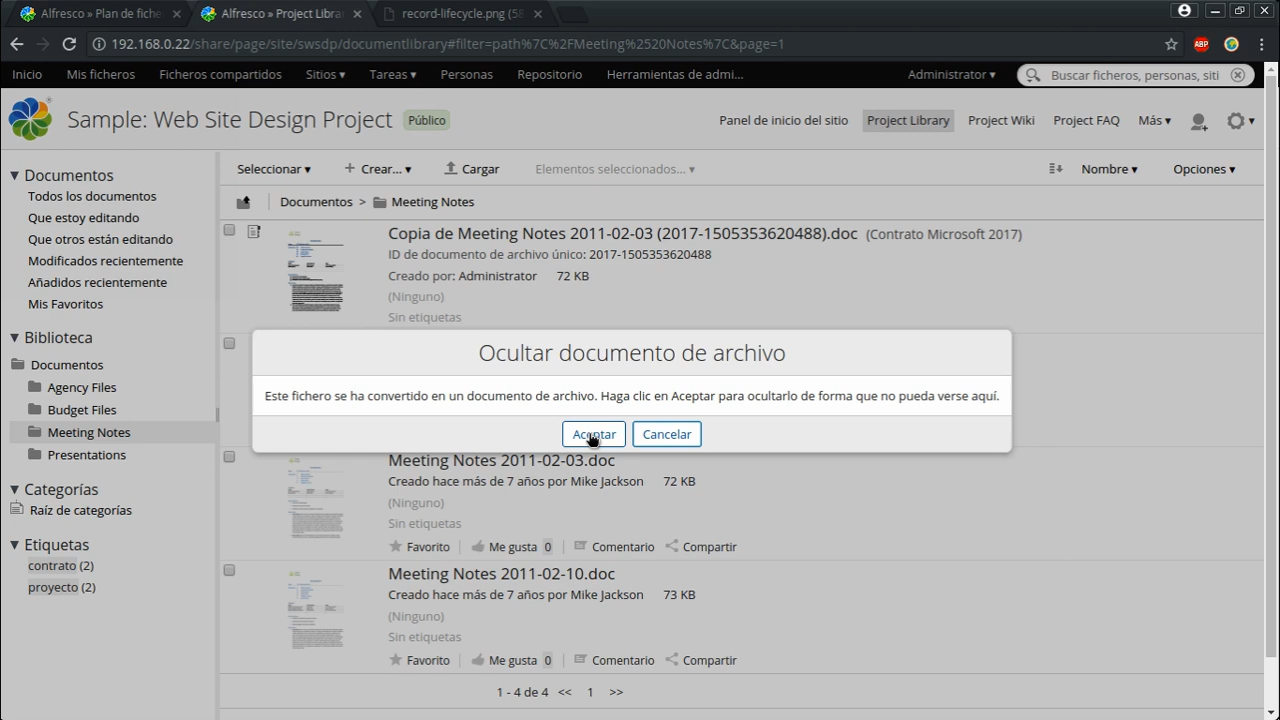 Alfresco » Plan de fiche
Alfresco » Project Libra
record-lifecycle.png (58
192.168.0.22/share/page/site/swsdp/documentlibrary#filter=path%7C%2FMeeting%2520Notes%7C&page=1
ABP
Inicio Mis ficheros Ficheros compartidos Sitios ▾ Tareas ▾ Personas Repositorio Herramientas de admi... Administrator ▾ Buscar ficheros, personas, siti
Sample: Web Site Design Project Público Panel de inicio del sitio Project Library Project Wiki Project FAQ Más ▾
Documentos
Todos los documentos
Que estoy editando
Que otros están editando
Modificados recientemente
Añadidos recientemente
Mis Favoritos
Biblioteca
Documentos
Agency Files
Budget Files
Meeting Notes
Presentations
Categorías
Raíz de categorías
Etiquetas
contrato (2)
proyecto (2)
Seleccionar ▾ + Crear... ▾ Cargar Elementos seleccionados... ▾ Nombre ▾ Opciones ▾
Documentos > Meeting Notes
Copia de Meeting Notes 2011-02-03 (2017-1505353620488).doc (Contrato Microsoft 2017)
ID de documento de archivo único: 2017-1505353620488
Creado por: Administrator 72 KB
(Ninguno)
Sin etiquetas
Ocultar documento de archivo
Este fichero se ha convertido en un documento de archivo. Haga clic en Aceptar para ocultarlo de forma que no pueda verse aquí.
Aceptar Cancelar
Meeting Notes 2011-02-03.doc
Creado hace más de 7 años por Mike Jackson 72 KB
(Ninguno)
Sin etiquetas
Favorito Me gusta 0 Comentario Compartir
Meeting Notes 2011-02-10.doc
Creado hace más de 7 años por Mike Jackson 73 KB
(Ninguno)
Sin etiquetas
Favorito Me gusta 0 Comentario Compartir
1 - 4 de 4 << 1 >>